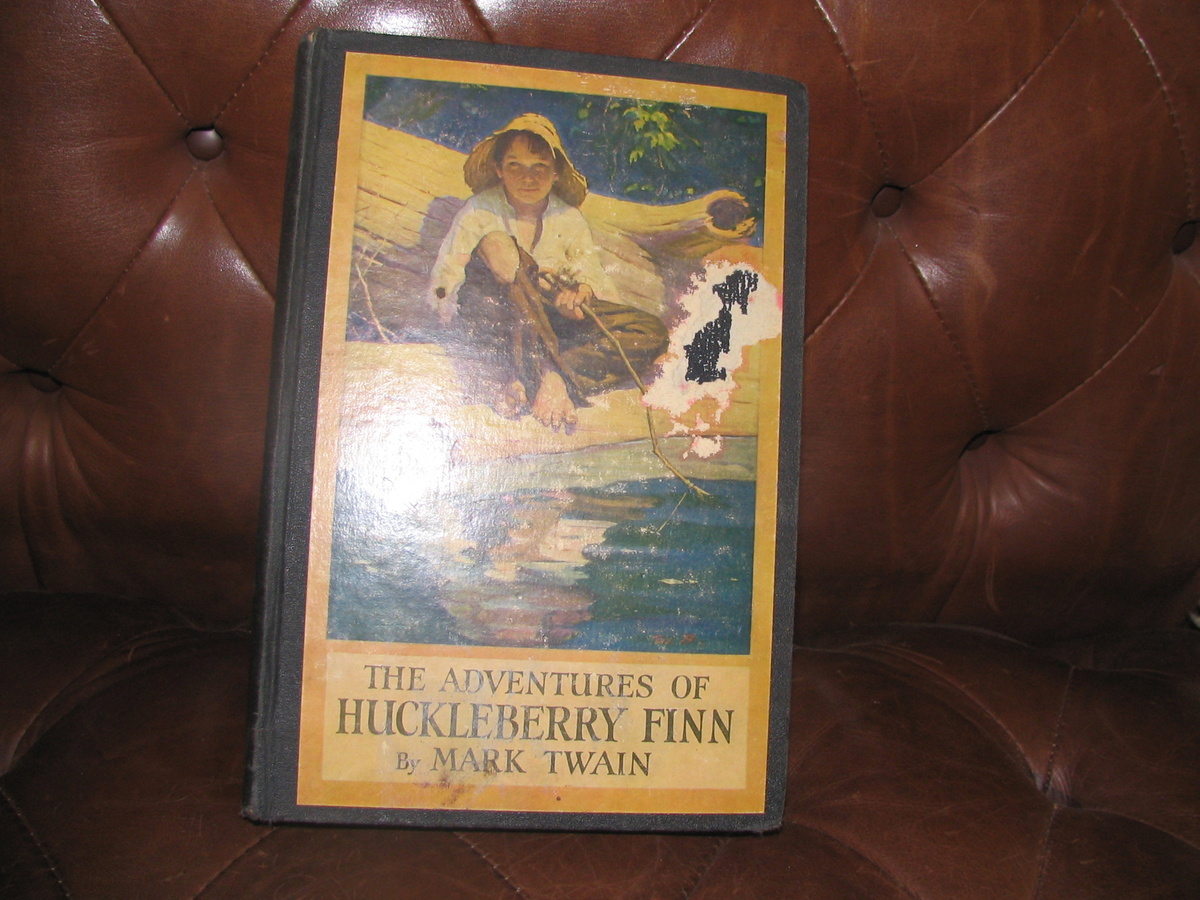 THE ADVENTURES OF
HUCKLEBERRY FINN
By MARK TWAIN